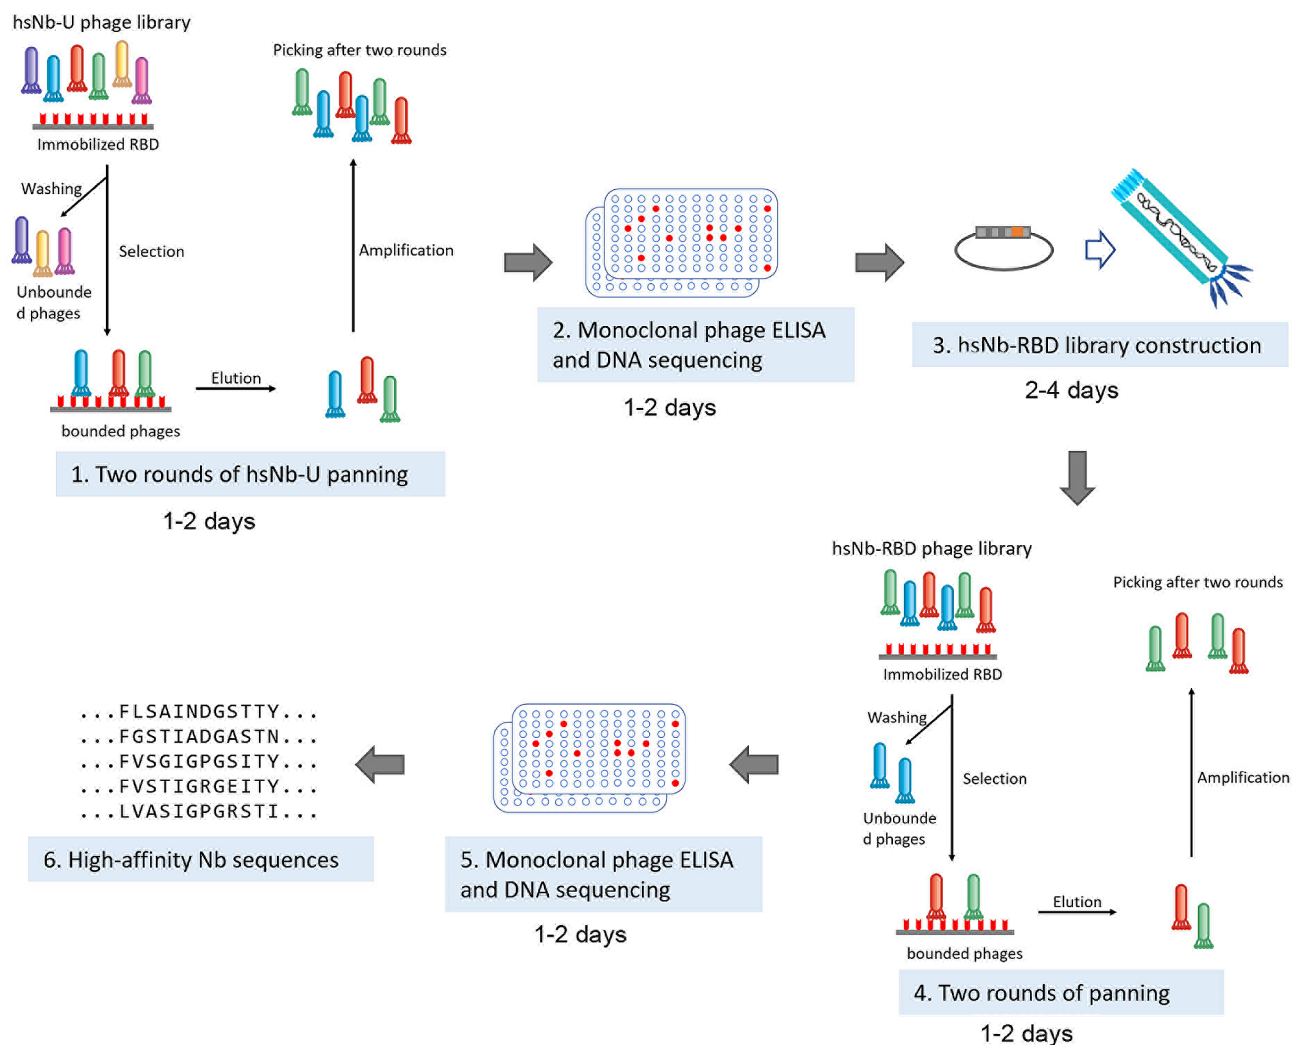 hsNb-U phage library
Immobilized RBD
Washing
Unbounde
d phages
Selection
bounded phages
Elution
Amplification
Picking after two rounds
1. Two rounds of hsNb-U panning
1-2 days
2. Monoclonal phage ELISA
and DNA sequencing
1-2 days
3. hsNb-RBD library construction
2-4 days
hsNb-RBD phage library
Immobilized RBD
Washing
Unbounde
d phages
Selection
bounded phages
Elution
Amplification
Picking after two rounds
4. Two rounds of panning
1-2 days
5. Monoclonal phage ELISA
and DNA sequencing
1-2 days
...FLSAINDGSTTY...
...FGSTIADGASTN...
...FVSGIGPGSITY...
...FVSTIGRGEITY...
...LVASIGPGRSTI...
6. High-affinity Nb sequences